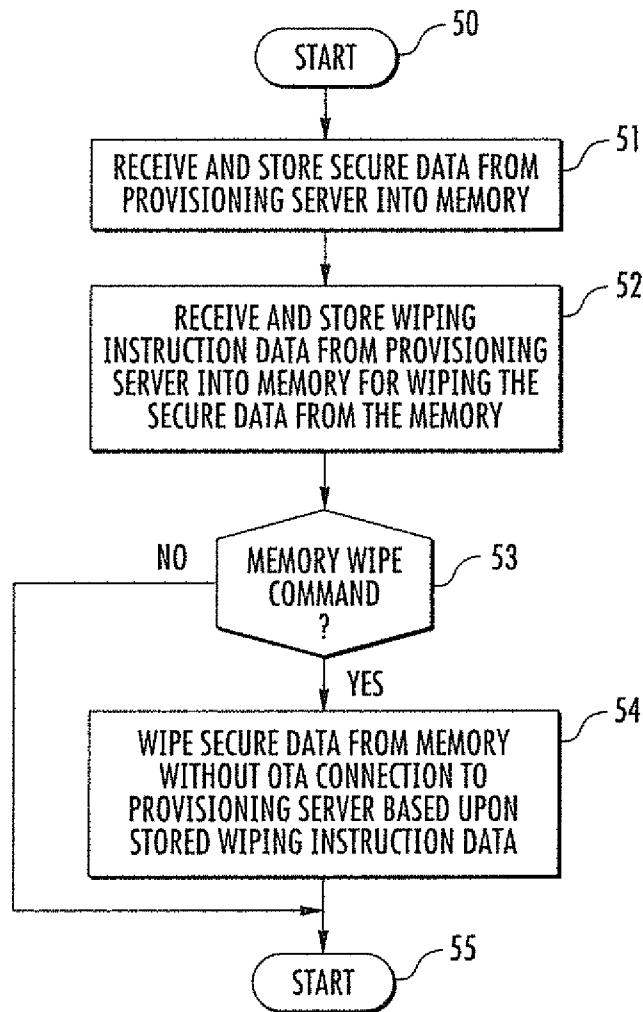 50
START
51
RECEIVE AND STORE SECURE DATA FROM
PROVISIONING SERVER INTO MEMORY
52
RECEIVE AND STORE WIPING
INSTRUCTION DATA FROM PROVISIONING
SERVER INTO MEMORY FOR WIPING THE
SECURE DATA FROM THE MEMORY
NO
MEMORY WIPE
COMMAND
?
53
YES
54
WIPE SECURE DATA FROM MEMORY
WITHOUT OTA CONNECTION TO
PROVISIONING SERVER BASED UPON
STORED WIPING INSTRUCTION DATA
55
START